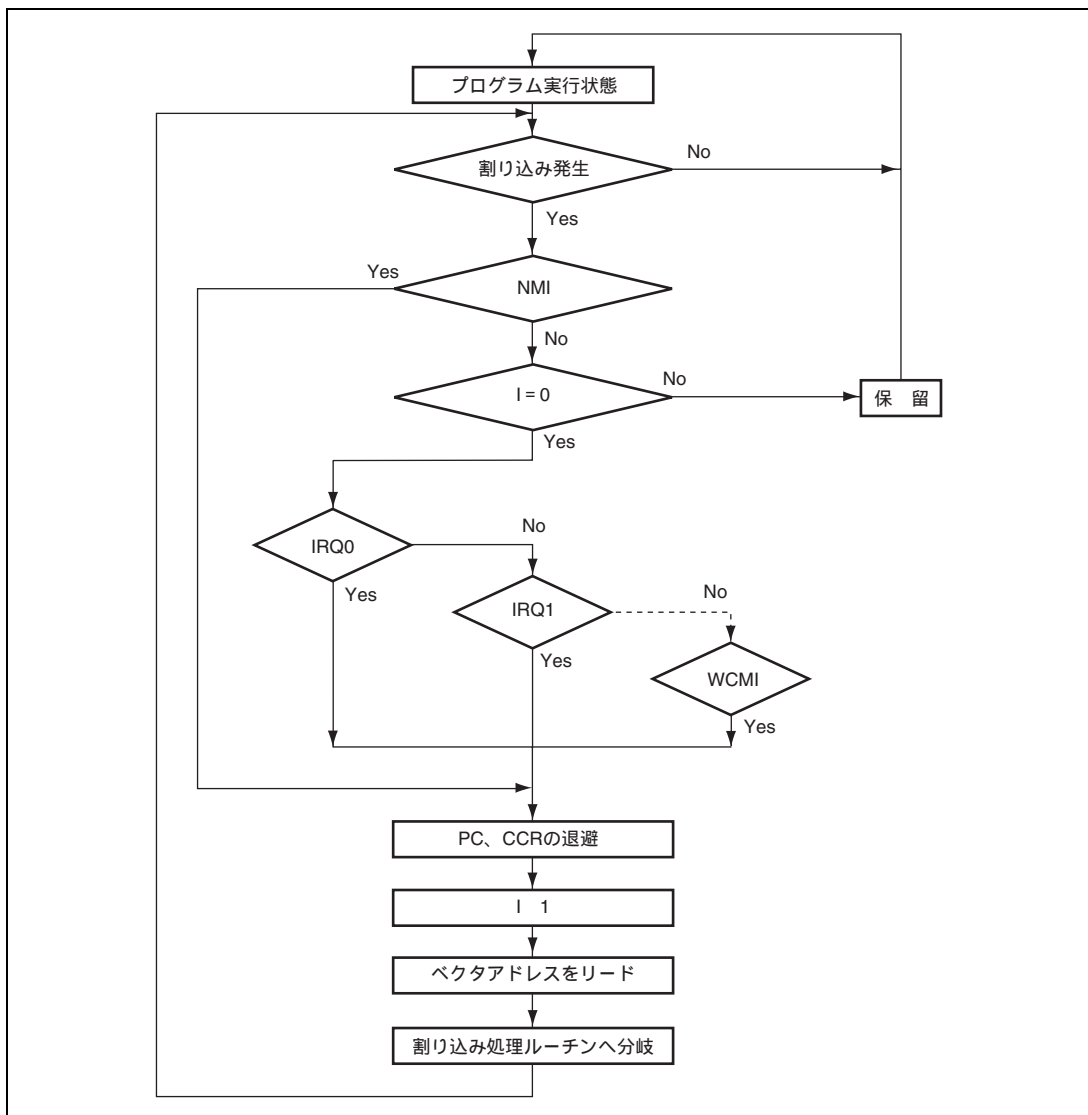 プログラム実行状態
割り込み発生
No
Yes
Yes
NMI
No
I = 0
No
保 留
Yes
IRQ0
No
Yes
IRQ1
No
Yes
WCMI
Yes
PC、CCRの退避
I 1
ベクタアドレスをリード
割り込み処理ルーチンへ分岐